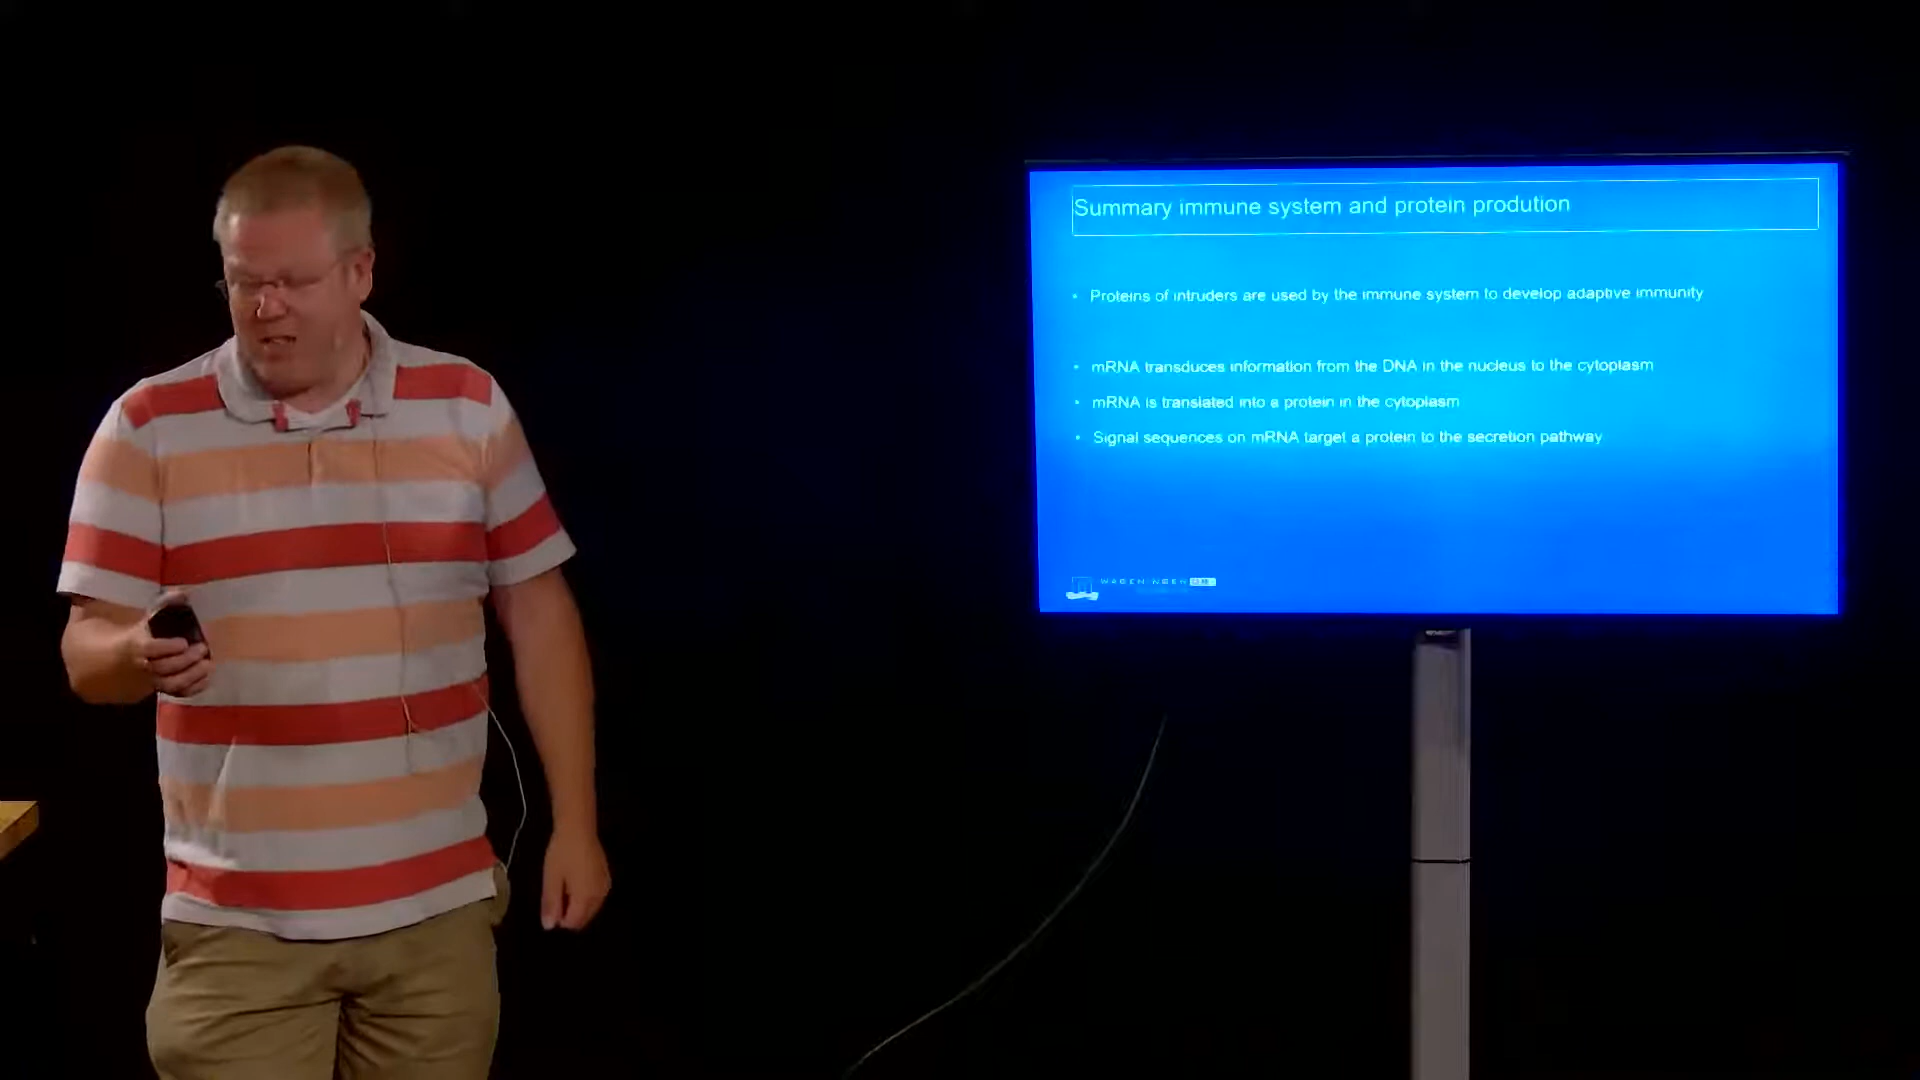 Summary immune system and protein prodution
• Proteins of intruders are used by the immune system to develop adaptive immunity
• mRNA transduces information from the DNA in the nucleus to the cytoplasm
• mRNA is translated into a protein in the cytoplasm
• Signal sequences on mRNA target a protein to the secretion pathway
WAGENINGEN